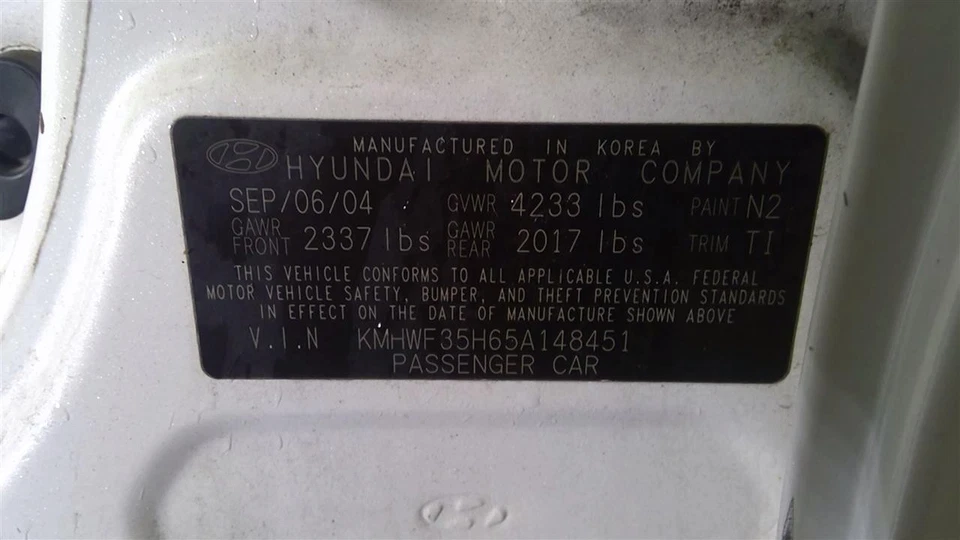 MANUFACTURED IN KOREA BY
HYUNDAI MOTOR COMPANY
SEP/06/04 GVWR 4233 lbs PAINT N2
GAWR FRONT 2337 lbs GAWR REAR 2017 lbs TRIM TI
THIS VEHICLE CONFORMS TO ALL APPLICABLE U.S.A. FEDERAL
MOTOR VEHICLE SAFETY, BUMPER, AND THEFT PREVENTION STANDARDS
IN EFFECT ON THE DATE OF MANUFACTURE SHOWN ABOVE
V.I.N KMHWF35H65A148451
PASSENGER CAR